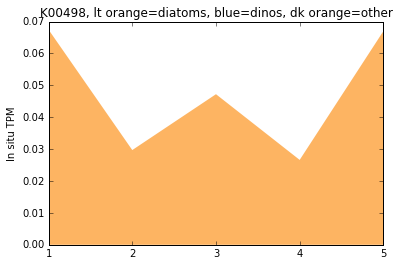 K00498, lt orange=diatoms, blue=dinos, dk orange=other
0.07
0.06
0.05
0.04
0.03
0.02
0.01
0.00
In situ TPM
1 2 3 4 5